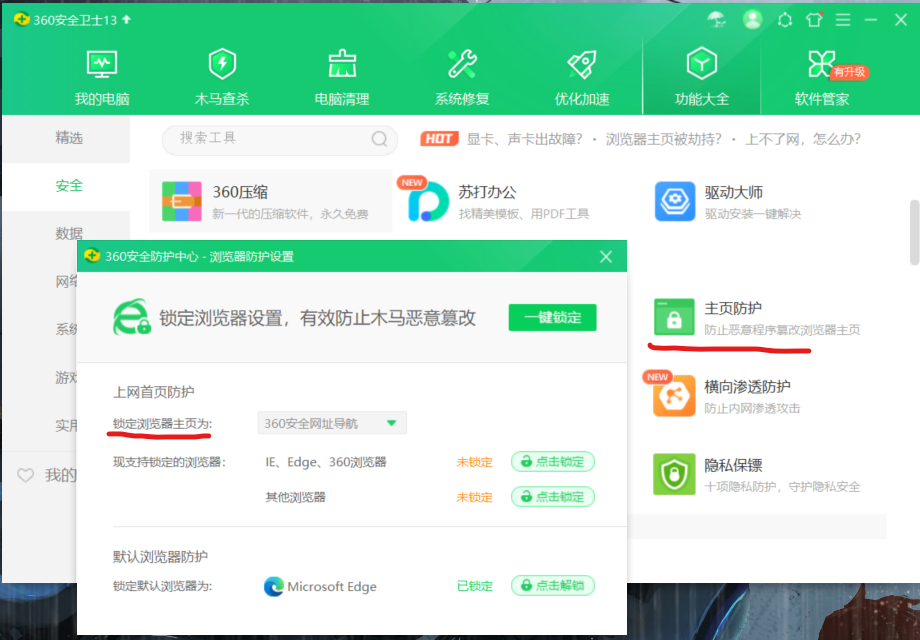 360安全卫士13
我的电脑
木马查杀
电脑清理
系统修复
优化加速
功能大全
软件管家
有升级
精选
安全
数据
网络
系统
游戏
实用
我的
搜索工具
HOT 显卡、声卡出故障? · 浏览器主页被劫持? · 上不了网，怎么办?
360压缩
新一代的压缩软件，永久免费
NEW
苏打办公
找精美模板、用PDF工具
驱动大师
驱动安装一键解决
主页防护
防止恶意程序篡改浏览器主页
NEW
横向渗透防护
防止内网渗透攻击
隐私保镖
十项隐私防护，守护隐私安全
360安全防护中心 - 浏览器防护设置
锁定浏览器设置，有效防止木马恶意篡改
一键锁定
上网首页防护
锁定浏览器主页为:
360安全网址导航
现支持锁定的浏览器:
IE、Edge、360浏览器
未锁定
点击锁定
其他浏览器
未锁定
点击锁定
默认浏览器防护
锁定默认浏览器为:
Microsoft Edge
已锁定
点击解锁